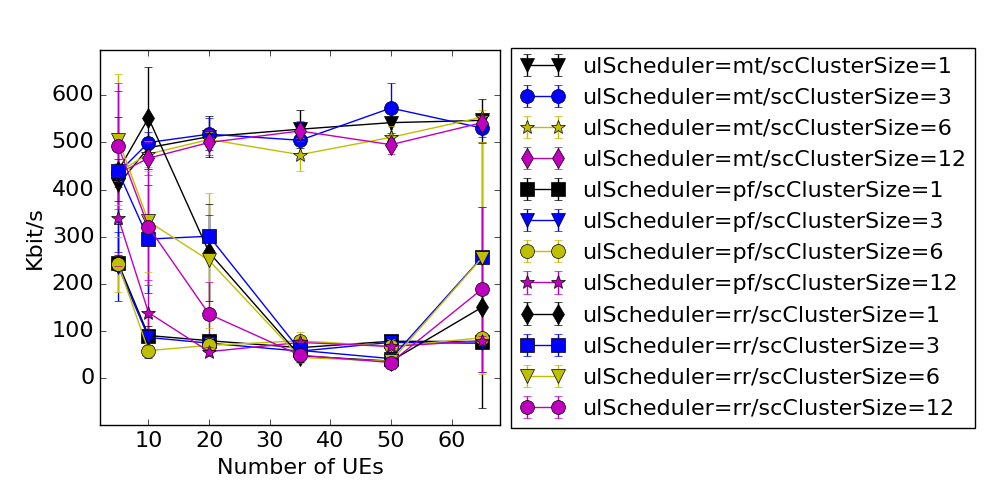 600
500
400
300
200
100
0
Kbit/s
10 20 30 40 50 60
Number of UEs
ulScheduler=mt/scClusterSize=1
ulScheduler=mt/scClusterSize=3
ulScheduler=mt/scClusterSize=6
ulScheduler=mt/scClusterSize=12
ulScheduler=pf/scClusterSize=1
ulScheduler=pf/scClusterSize=3
ulScheduler=pf/scClusterSize=6
ulScheduler=pf/scClusterSize=12
ulScheduler=rr/scClusterSize=1
ulScheduler=rr/scClusterSize=3
ulScheduler=rr/scClusterSize=6
ulScheduler=rr/scClusterSize=12